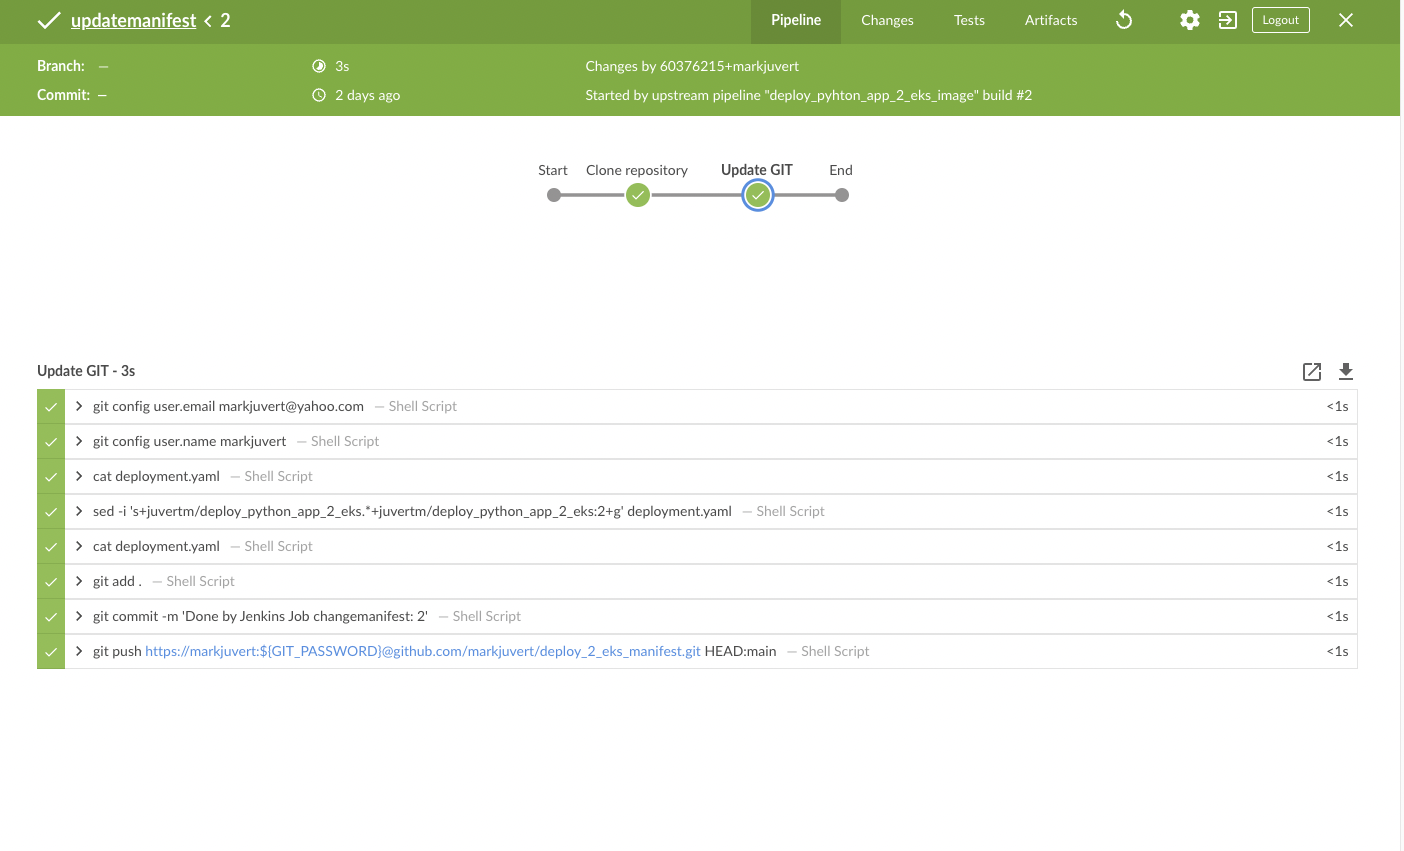 updatemanifest < 2
Pipeline Changes Tests Artifacts Logout
Branch: — 3s Changes by 60376215+markjuvert
Commit: — 2 days ago Started by upstream pipeline "deploy_pyhton_app_2_eks_image" build #2
Start Clone repository Update GIT End
Update GIT - 3s
git config user.email markjuvert@yahoo.com — Shell Script <1s
git config user.name markjuvert — Shell Script <1s
cat deployment.yaml — Shell Script <1s
sed -i 's+juvertm/deploy_python_app_2_eks.*+juvertm/deploy_python_app_2_eks:2+g' deployment.yaml — Shell Script <1s
cat deployment.yaml — Shell Script <1s
git add . — Shell Script <1s
git commit -m 'Done by Jenkins Job changemanifest: 2' — Shell Script <1s
git push https://markjuvert:${GIT_PASSWORD}@github.com/markjuvert/deploy_2_eks_manifest.git HEAD:main — Shell Script <1s